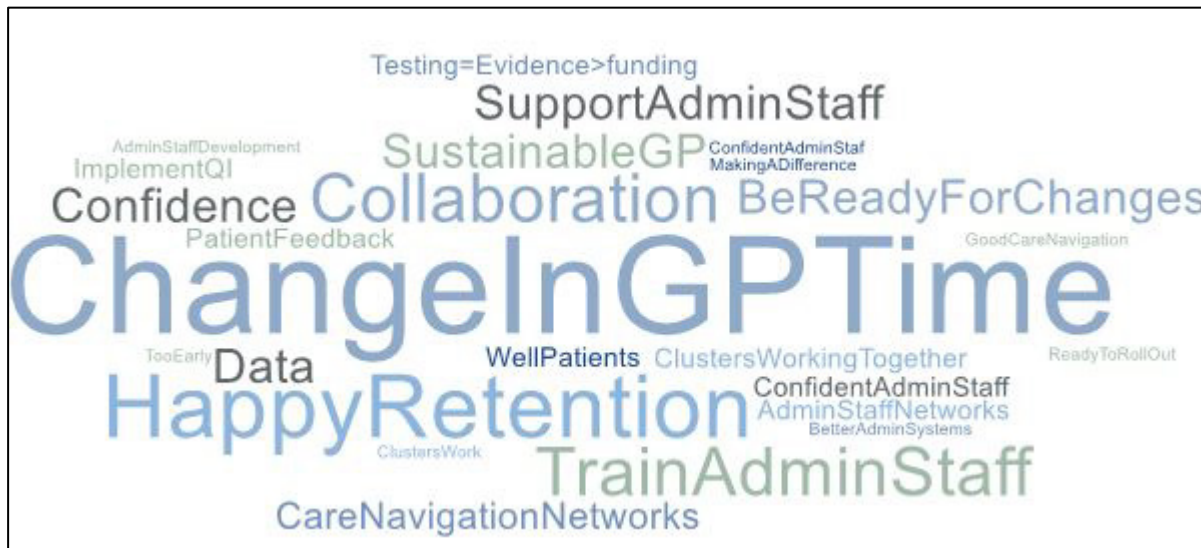 Testing=Evidence>funding
SupportAdminStaff
AdminStaffDevelopment
SustainableGP
ConfidentAdminStaf
MakingADifference
ImplementQI
Confidence
Collaboration
BeReadyForChanges
PatientFeedback
GoodCareNavigation
ChangeInGPTime
TooEarly
Data
WellPatients
ClustersWorkingTogether
ReadyToRollOut
HappyRetention
ConfidentAdminStaff
AdminStaffNetworks
BetterAdminSystems
ClustersWork
TrainAdminStaff
CareNavigationNetworks